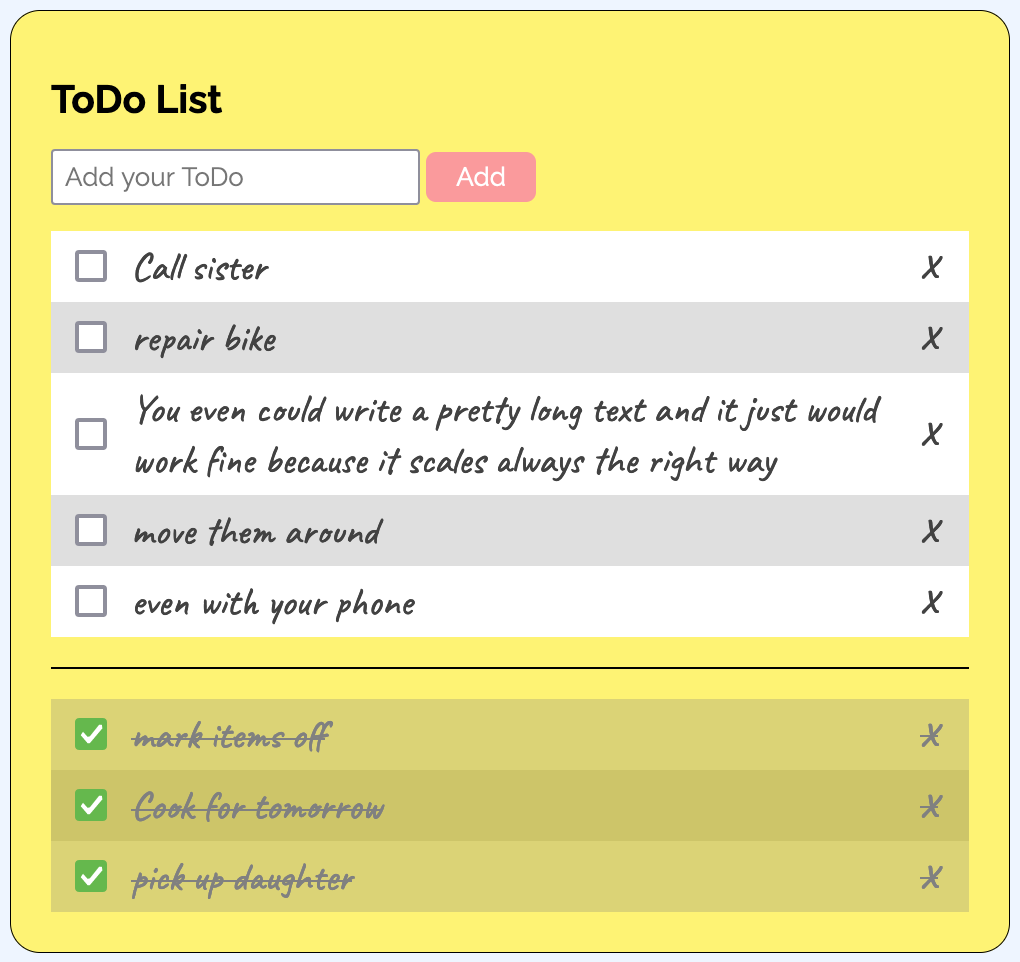 ToDo List
Add your ToDo
Add
Call sister X
repair bike X
You even could write a pretty long text and it just would
work fine because it scales always the right way X
move them around X
even with your phone X
mark items off X
Cook for tomorrow X
pick up daughter X